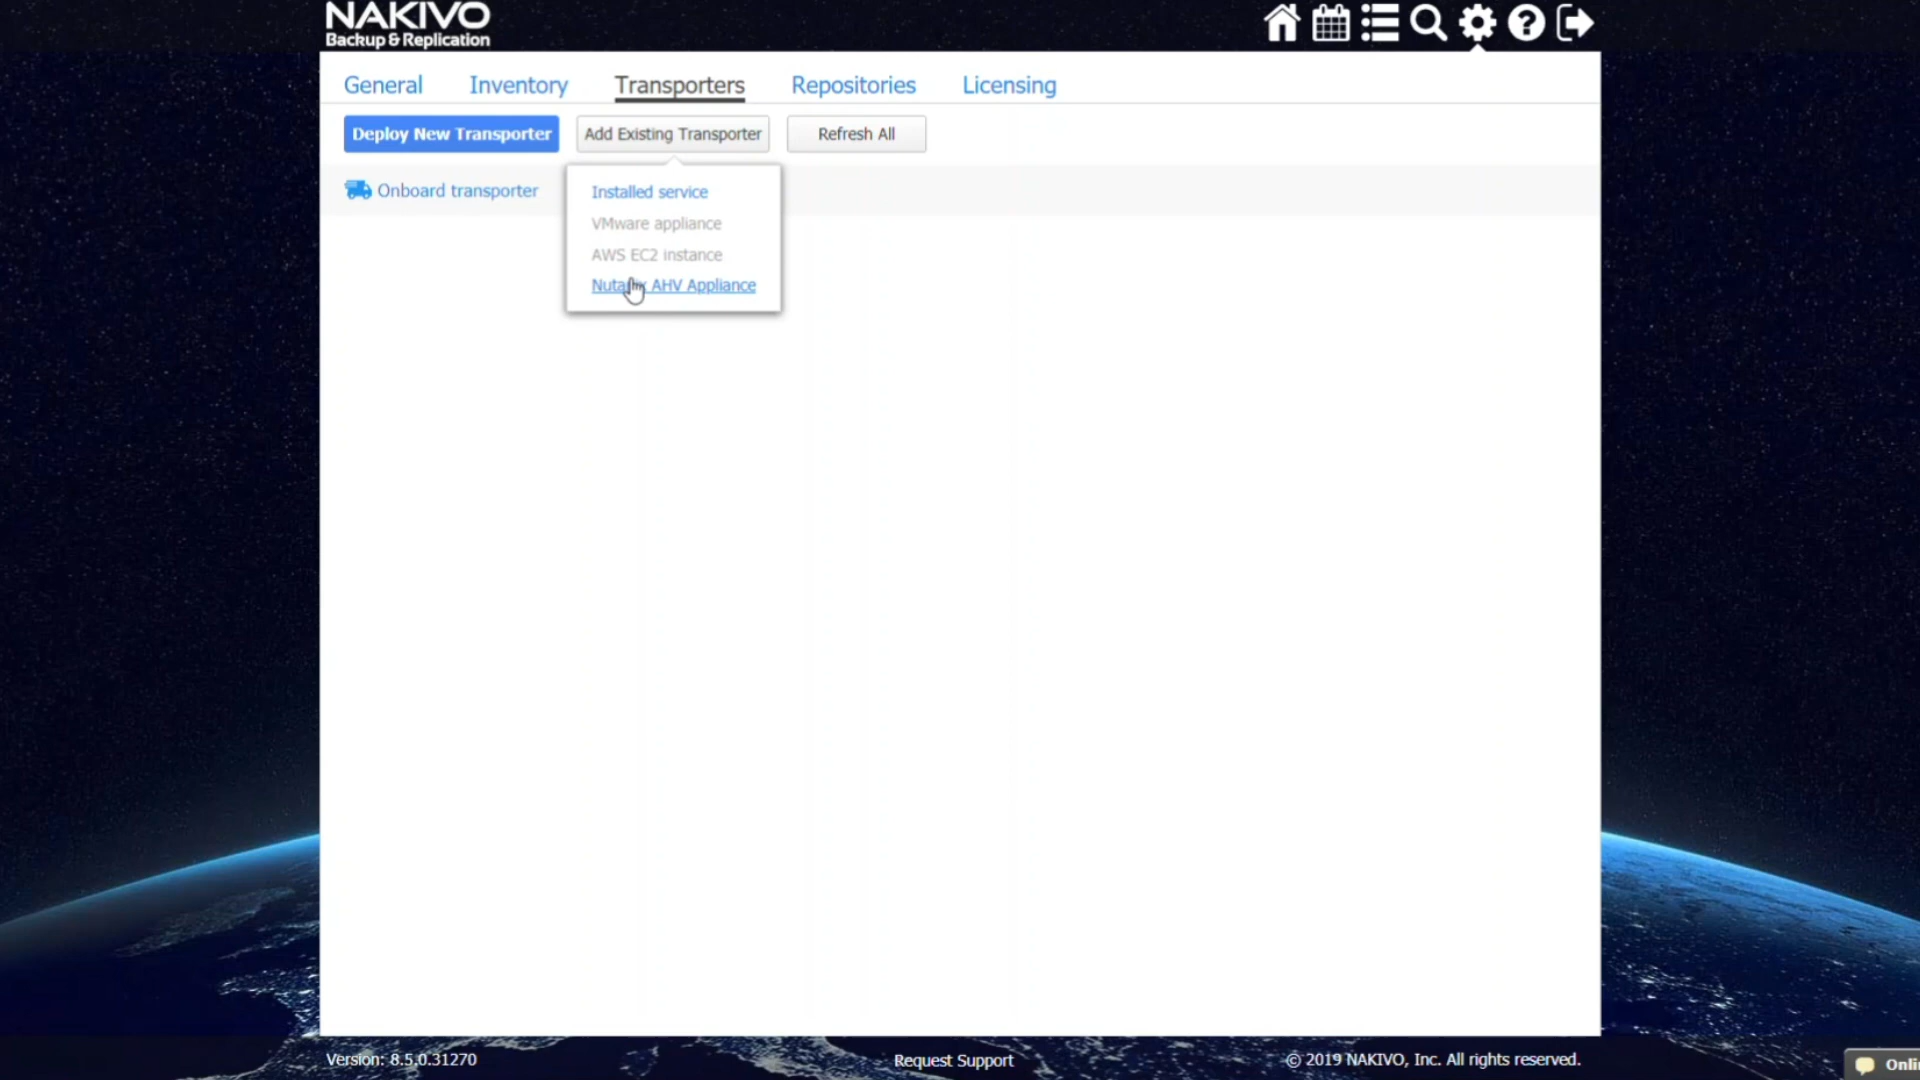 NAKIVO
Backup & Replication
General Inventory Transporters Repositories Licensing
Deploy New Transporter Add Existing Transporter Refresh All
Onboard transporter
Installed service
VMware appliance
AWS EC2 instance
Nutanix AHV Appliance
Version: 8.5.0.31270 Request Support © 2019 NAKIVO, Inc. All rights reserved.